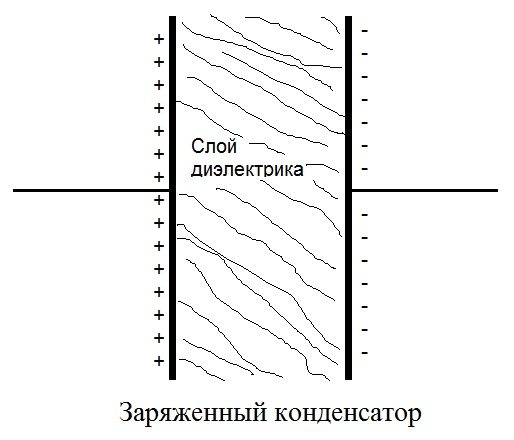 Слой
диэлектрика
Заряженный конденсатор